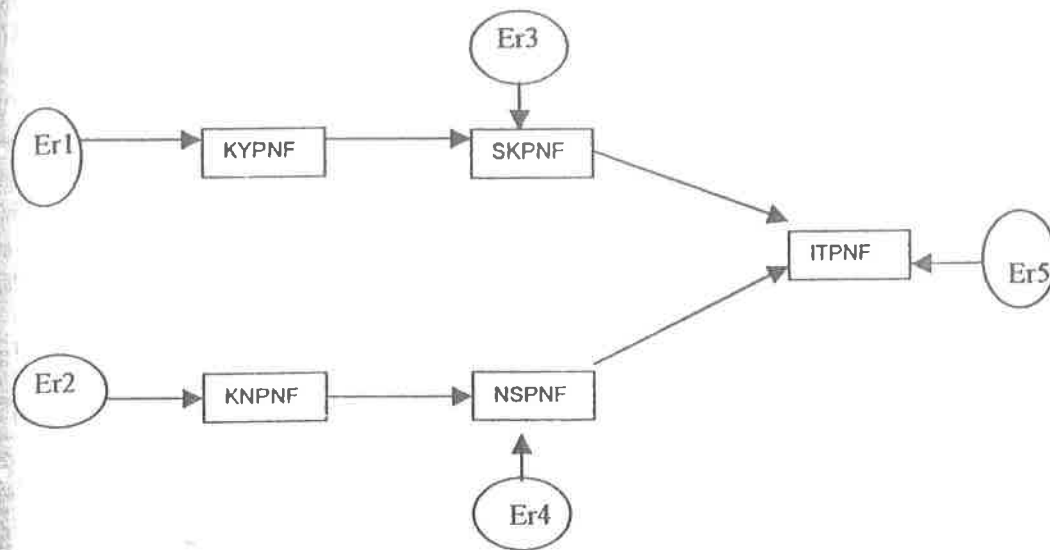 Er3
Er1
KYPNF
SKPNF
ITPNF
Er5
Er2
KNPNF
NSPNF
Er4